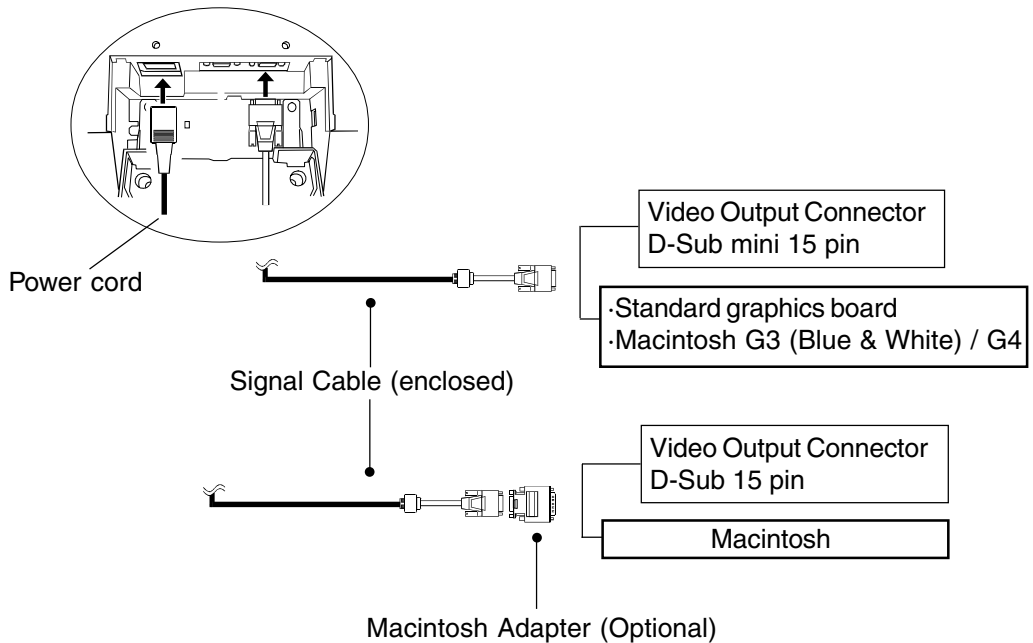 Power cord
Video Output Connector
D-Sub mini 15 pin
·Standard graphics board
·Macintosh G3 (Blue & White) / G4
Signal Cable (enclosed)
Video Output Connector
D-Sub 15 pin
Macintosh
Macintosh Adapter (Optional)